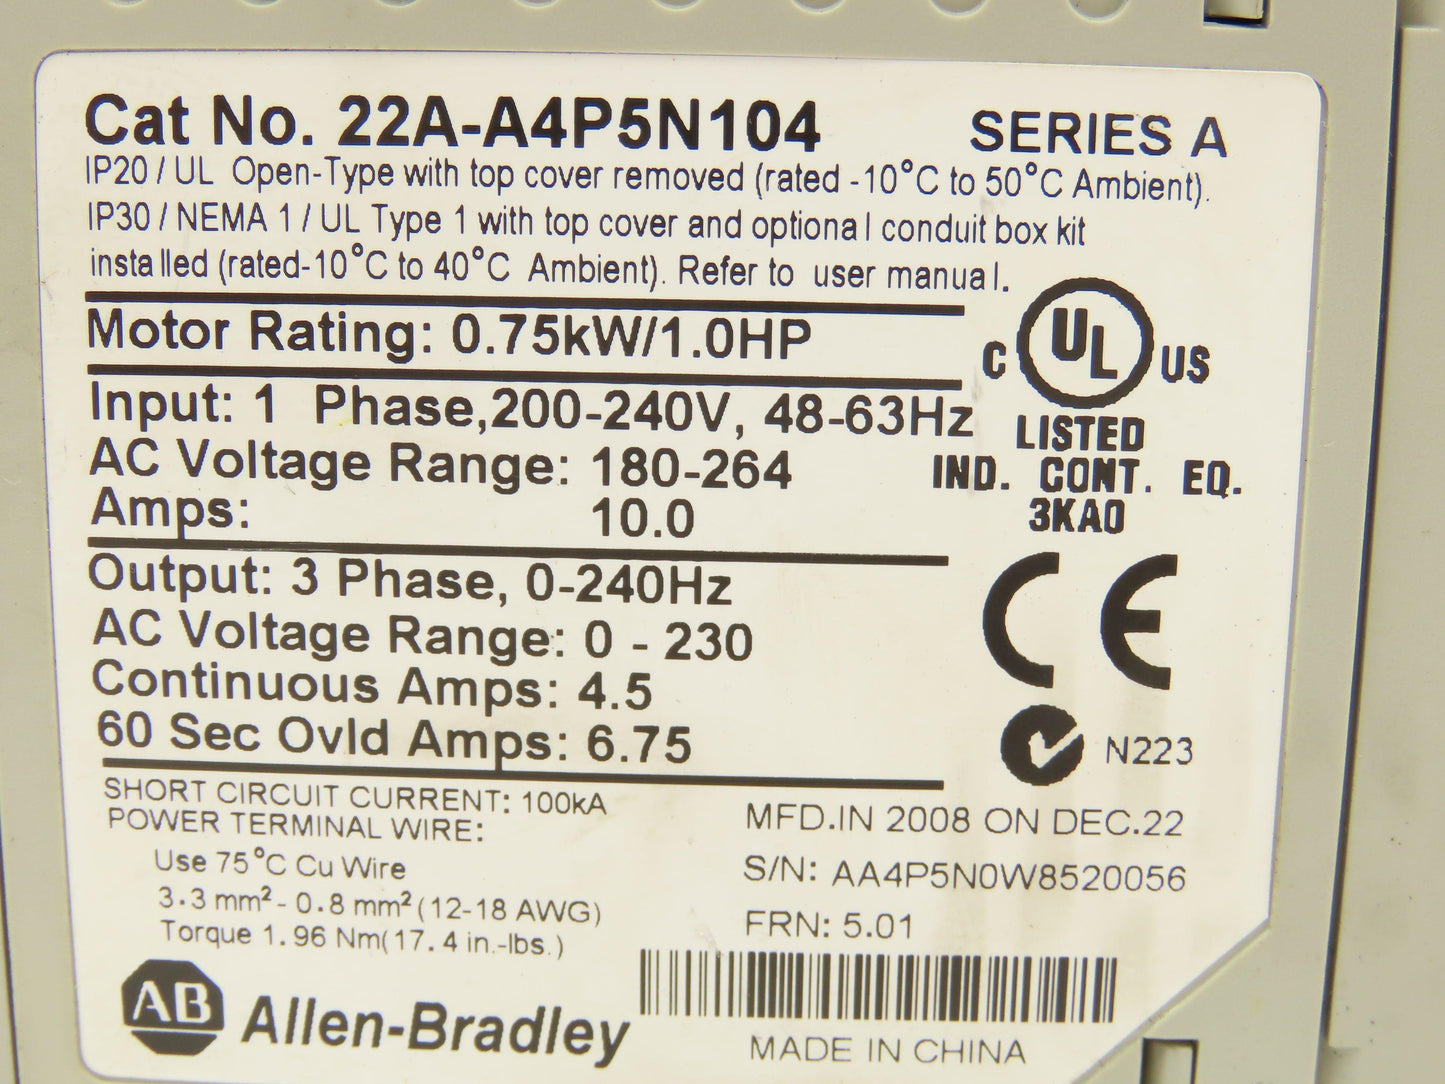 Cat No. 22A-A4P5N104 SERIES A
IP20 / UL Open-Type with top cover removed (rated -10°C to 50°C Ambient).
IP30 / NEMA 1 / UL Type 1 with top cover and optional conduit box kit
installed (rated-10°C to 40°C Ambient). Refer to user manual.
Motor Rating: 0.75kW/1.0HP
C UL US
LISTED
IND. CONT. EQ.
3KA0
Input: 1 Phase,200-240V, 48-63Hz
AC Voltage Range: 180-264
Amps: 10.0
Output: 3 Phase, 0-240Hz
AC Voltage Range: 0 - 230
Continuous Amps: 4.5
60 Sec Ovld Amps: 6.75
CE
N223
SHORT CIRCUIT CURRENT: 100kA
POWER TERMINAL WIRE:
Use 75°C Cu Wire
3.3 mm² - 0.8 mm² (12-18 AWG)
Torque 1.96 Nm(17.4 in.-lbs.)
MFD.IN 2008 ON DEC.22
S/N: AA4P5N0W8520056
FRN: 5.01
AB Allen-Bradley
MADE IN CHINA